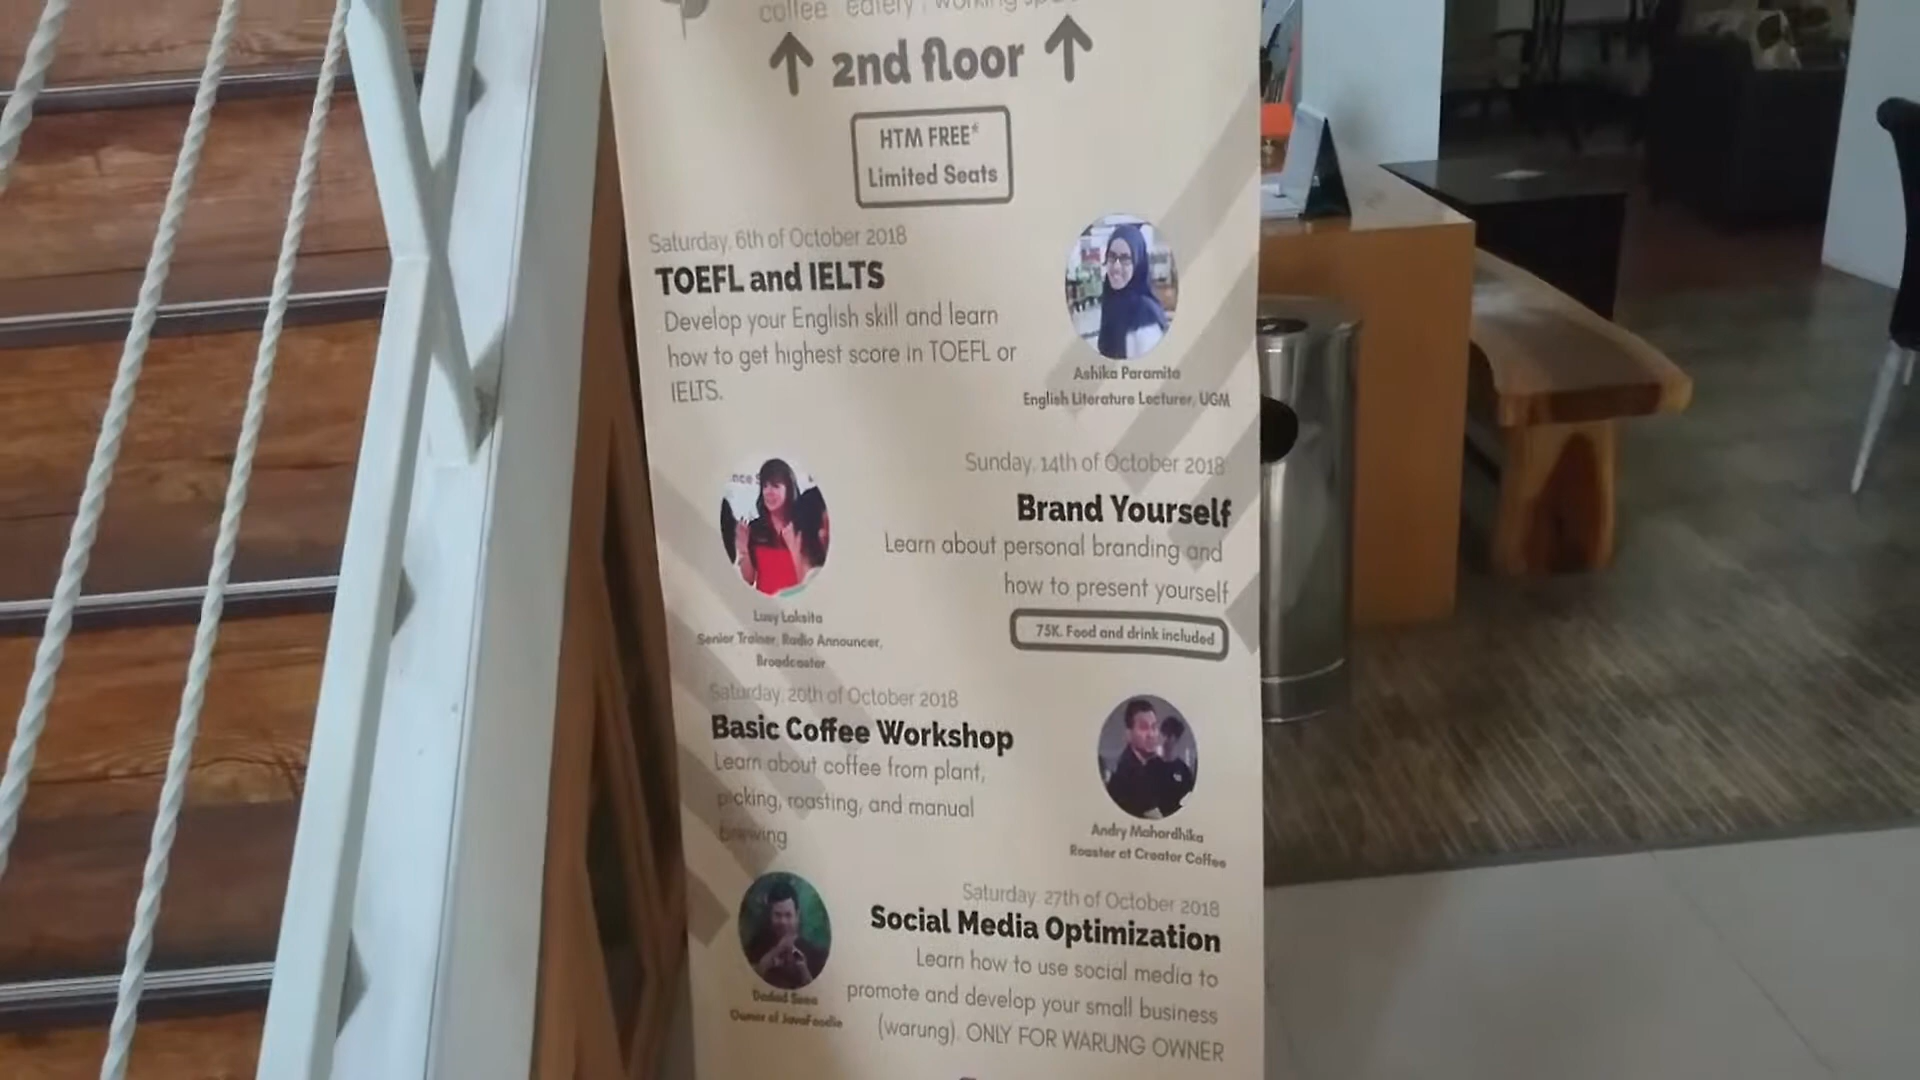 coffee . eatery . working
2nd floor
HTM FREE*
Limited Seats
Saturday, 6th of October 2018
TOEFL and IELTS
Develop your English skill and learn
how to get highest score in TOEFL or
IELTS.
Ashika Paramita
English Literature Lecturer, UGM
nce
Sunday, 14th of October 2018
Brand Yourself
Learn about personal branding and
how to present yourself
75K. Food and drink included
Lusy Laksita
Senior Trainer, Radio Announcer,
Broadcaster
Saturday, 20th of October 2018
Basic Coffee Workshop
Learn about coffee from plant,
picking, roasting, and manual
brewing
Andry Mahardhika
Roaster at Creator Coffee
Saturday, 27th of October 2018
Social Media Optimization
Learn how to use social media to
promote and develop your small business
(warung). ONLY FOR WARUNG OWNER
Owner of JavaFoodie